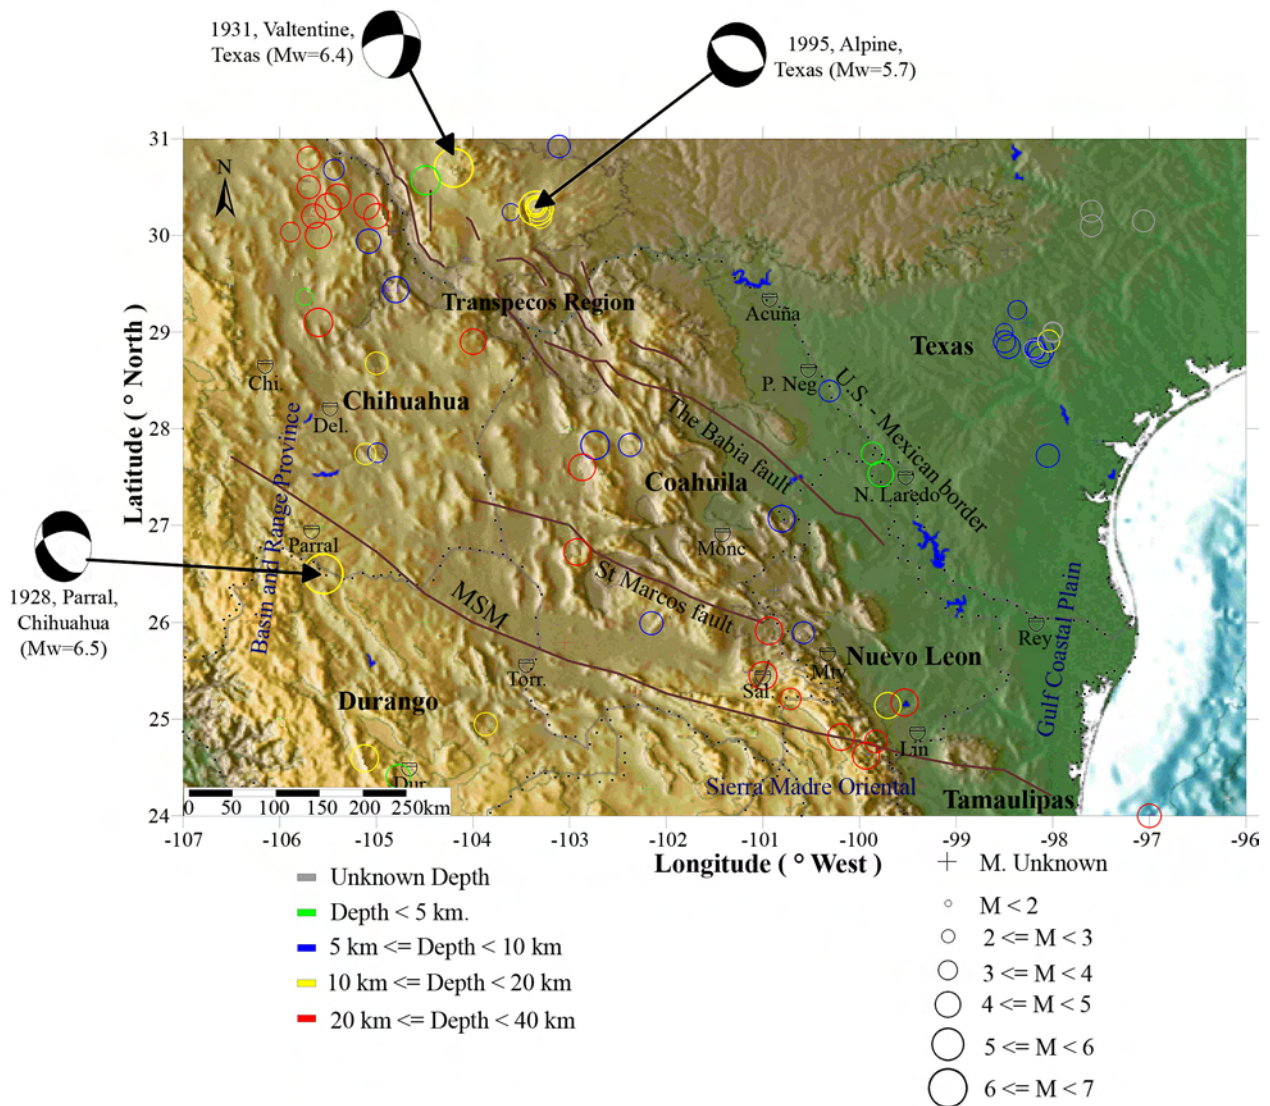 1931, Valtentine,
Texas (Mw=6.4)
1995, Alpine,
Texas (Mw=5.7)
31
30
29
28
27
26
25
24
Latitude ( ° North)
N
Transpecos Region
Acuña
Texas
P. Neg
Chi.
Chihuahua
Del.
U.S. - Mexican border
The Babia fault
Coahuila
N. Laredo
Basin and Range Province
Parral
Monc
1928, Parral,
Chihuahua
(Mw=6.5)
St Marcos fault
MSM
Gulf Coastal Plain
Rey
Nuevo Leon
Mty
Torr.
Sal.
Durango
Lin
Dur
Sierra Madre Oriental
Tamaulipas
0 50 100 150 200 250km
-107 -106 -105 -104 -103 -102 -101 -100 -99 -98 -97 -96
Longitude ( ° West )
Unknown Depth
Depth < 5 km.
5 km <= Depth < 10 km
10 km <= Depth < 20 km
20 km <= Depth < 40 km
M. Unknown
M < 2
2 <= M < 3
3 <= M < 4
4 <= M < 5
5 <= M < 6
6 <= M < 7